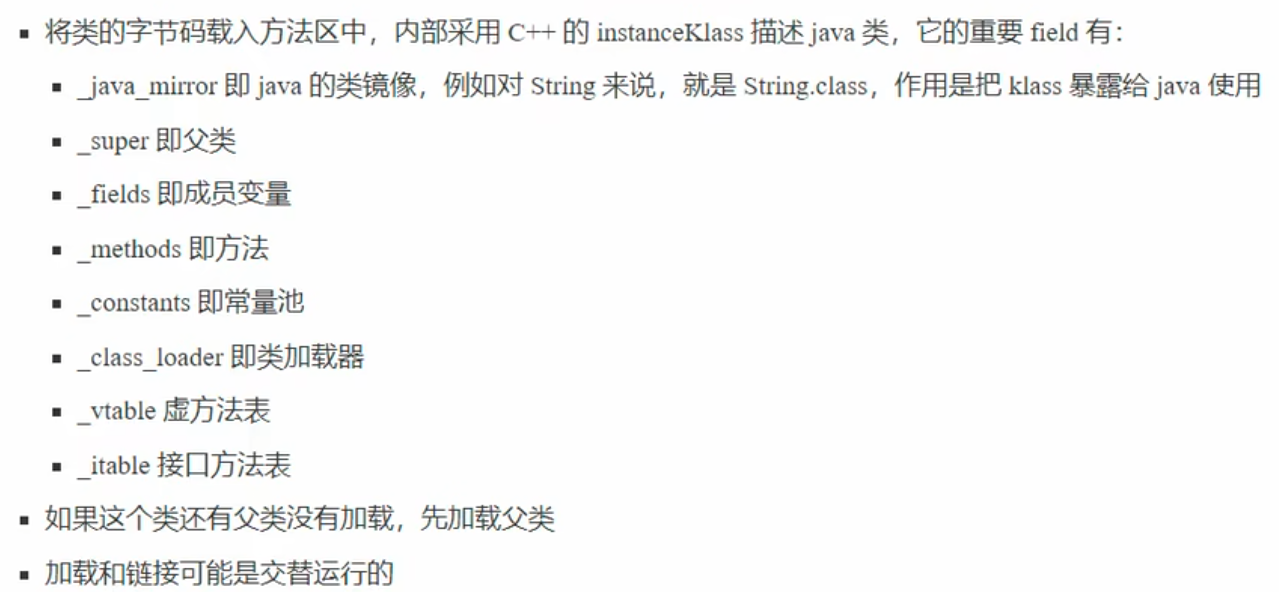 将类的字节码载入方法区中，内部采用 C++ 的 instanceKlass 描述 java 类，它的重要 field 有：
_java_mirror 即 java 的类镜像，例如对 String 来说，就是 String.class，作用是把 klass 暴露给 java 使用
_super 即父类
_fields 即成员变量
_methods 即方法
_constants 即常量池
_class_loader 即类加载器
_vtable 虚方法表
_itable 接口方法表
如果这个类还有父类没有加载，先加载父类
加载和链接可能是交替运行的